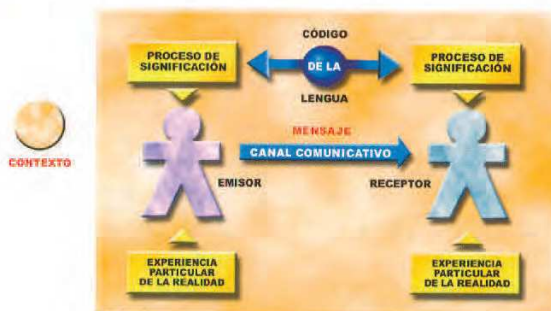 CÓDIGO
DE LA
LENGUA
PROCESO DE
SIGNIFICACIÓN
PROCESO DE
SIGNIFICACIÓN
CONTEXTO
MENSAJE
CANAL COMUNICATIVO
EMISOR
RECEPTOR
EXPERIENCIA
PARTICULAR
DE LA REALIDAD
EXPERIENCIA
PARTICULAR
DE LA REALIDAD